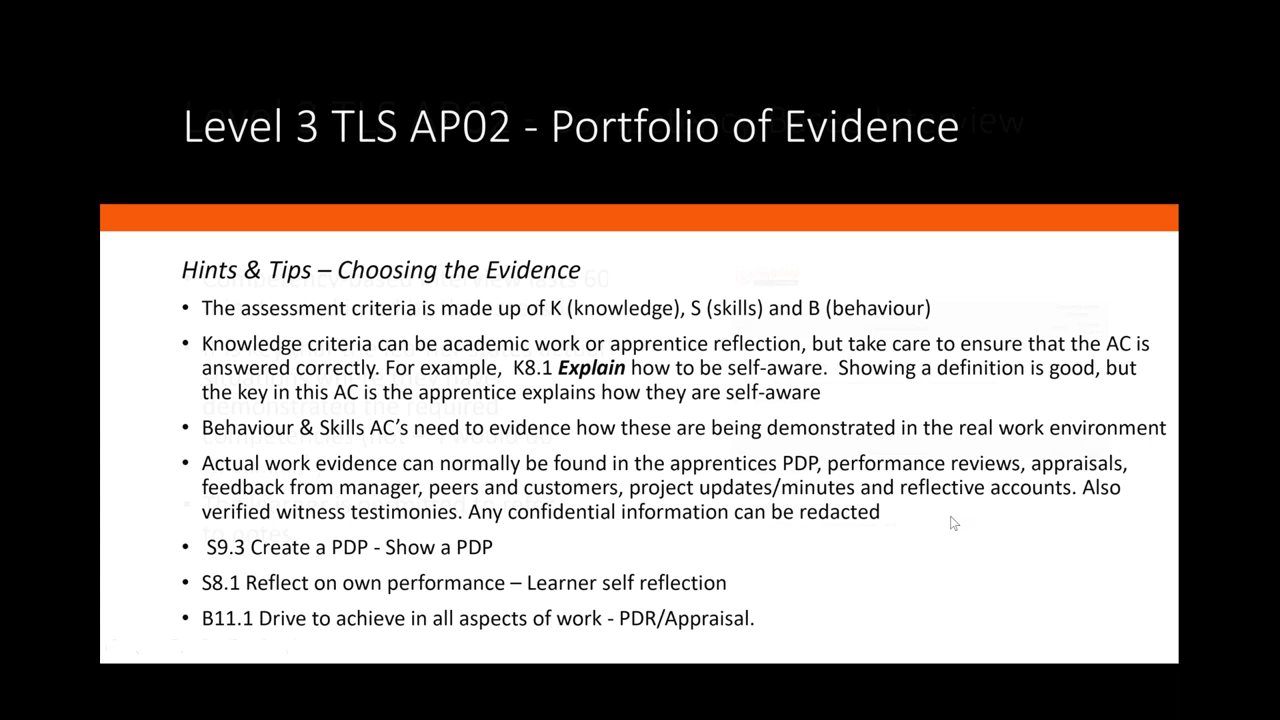 Level 3 TLS AP02 - Portfolio of Evidence
Hints & Tips – Choosing the Evidence
• The assessment criteria is made up of K (knowledge), S (skills) and B (behaviour)
• Knowledge criteria can be academic work or apprentice reflection, but take care to ensure that the AC is
answered correctly. For example,  K8.1 Explain how to be self-aware.  Showing a definition is good, but
the key in this AC is the apprentice explains how they are self-aware
• Behaviour & Skills AC’s need to evidence how these are being demonstrated in the real work environment
• Actual work evidence can normally be found in the apprentices PDP, performance reviews, appraisals,
feedback from manager, peers and customers, project updates/minutes and reflective accounts. Also
verified witness testimonies. Any confidential information can be redacted
• S9.3 Create a PDP - Show a PDP
• S8.1 Reflect on own performance – Learner self reflection
• B11.1 Drive to achieve in all aspects of work - PDR/Appraisal.